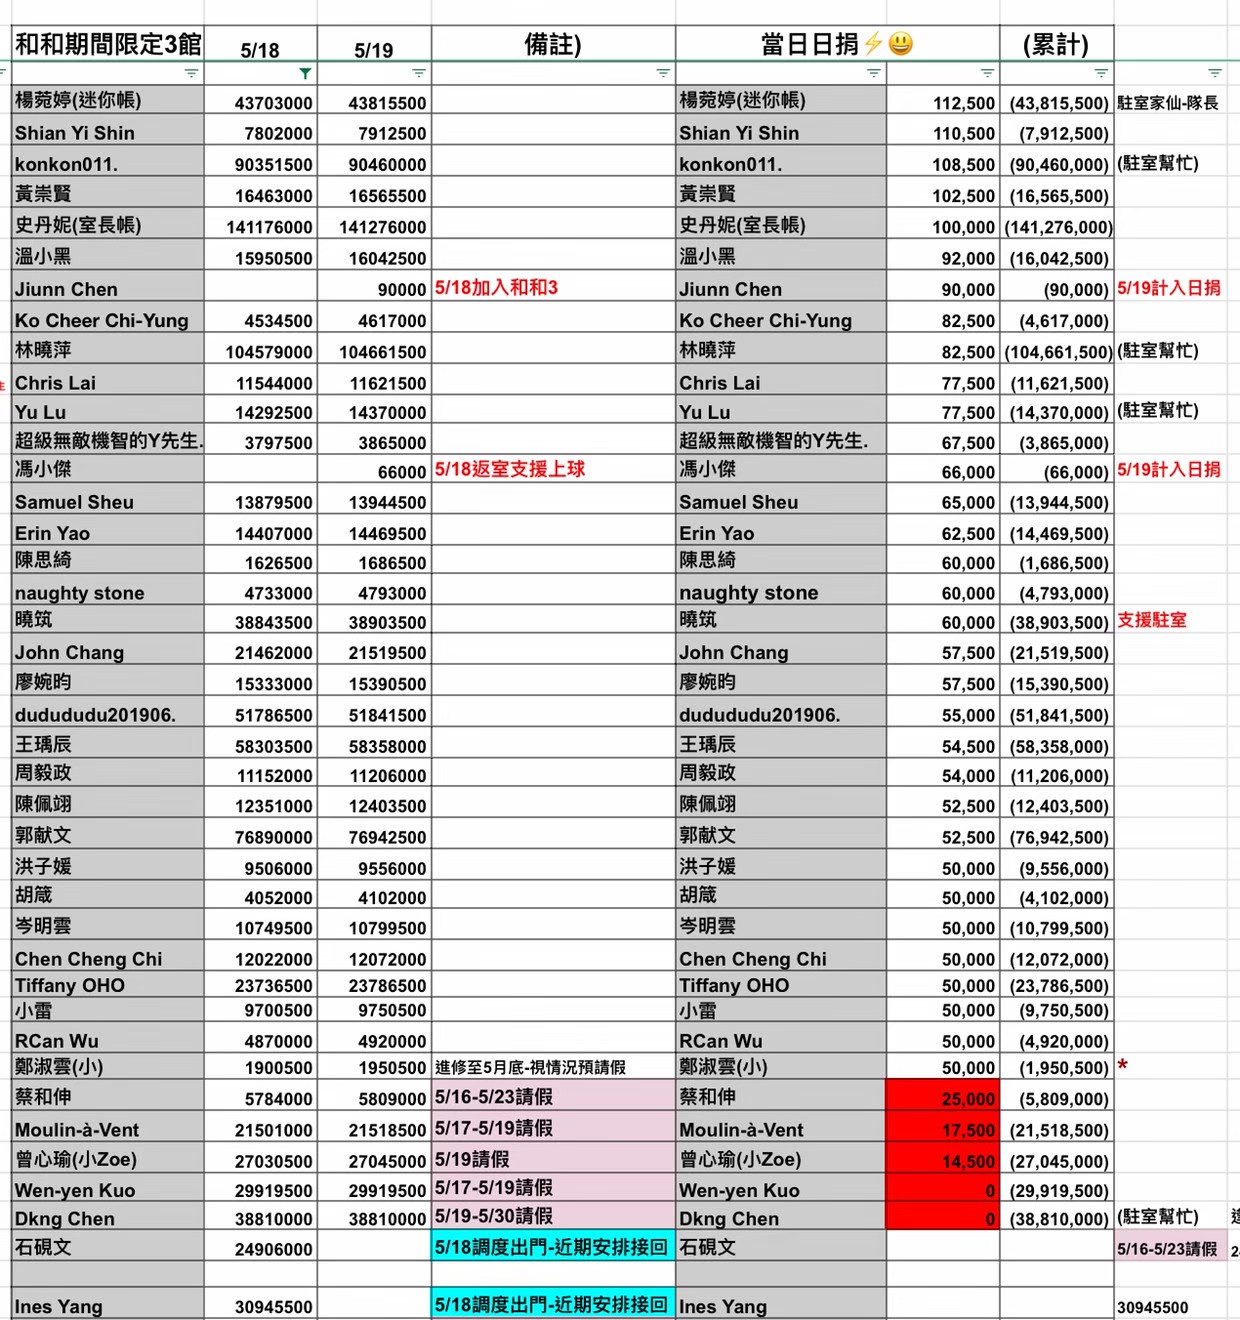 和和期間限定3館 5/18 5/19 備註) 當日日捐⚡😃 (累計)
楊菀婷(迷你帳) 43703000 43815500 楊菀婷(迷你帳) 112,500 (43,815,500) 駐室家仙-隊長
Shian Yi Shin 7802000 7912500 Shian Yi Shin 110,500 (7,912,500)
konkon011. 90351500 90460000 konkon011. 108,500 (90,460,000) (駐室幫忙)
黃崇賢 16463000 16565500 黃崇賢 102,500 (16,565,500)
史丹妮(室長帳) 141176000 141276000 史丹妮(室長帳) 100,000 (141,276,000)
溫小黑 15950500 16042500 溫小黑 92,000 (16,042,500)
Jiunn Chen 90000 5/18加入和和3 Jiunn Chen 90,000 (90,000) 5/19計入日捐
Ko Cheer Chi-Yung 4534500 4617000 Ko Cheer Chi-Yung 82,500 (4,617,000)
林曉萍 104579000 104661500 林曉萍 82,500 (104,661,500) (駐室幫忙)
Chris Lai 11544000 11621500 Chris Lai 77,500 (11,621,500)
Yu Lu 14292500 14370000 Yu Lu 77,500 (14,370,000) (駐室幫忙)
超級無敵機智的Y先生. 3797500 3865000 超級無敵機智的Y先生. 67,500 (3,865,000)
馮小傑 66000 5/18返室支援上球 馮小傑 66,000 (66,000) 5/19計入日捐
Samuel Sheu 13879500 13944500 Samuel Sheu 65,000 (13,944,500)
Erin Yao 14407000 14469500 Erin Yao 62,500 (14,469,500)
陳思綺 1626500 1686500 陳思綺 60,000 (1,686,500)
naughty stone 4733000 4793000 naughty stone 60,000 (4,793,000)
曉筑 38843500 38903500 曉筑 60,000 (38,903,500) 支援駐室
John Chang 21462000 21519500 John Chang 57,500 (21,519,500)
廖婉昀 15333000 15390500 廖婉昀 57,500 (15,390,500)
dudududu201906. 51786500 51841500 dudududu201906. 55,000 (51,841,500)
王瑀辰 58303500 58358000 王瑀辰 54,500 (58,358,000)
周毅政 11152000 11206000 周毅政 54,000 (11,206,000)
陳佩翊 12351000 12403500 陳佩翊 52,500 (12,403,500)
郭献文 76890000 76942500 郭献文 52,500 (76,942,500)
洪子媛 9506000 9556000 洪子媛 50,000 (9,556,000)
胡箴 4052000 4102000 胡箴 50,000 (4,102,000)
岑明雲 10749500 10799500 岑明雲 50,000 (10,799,500)
Chen Cheng Chi 12022000 12072000 Chen Cheng Chi 50,000 (12,072,000)
Tiffany OHO 23736500 23786500 Tiffany OHO 50,000 (23,786,500)
小雷 9700500 9750500 小雷 50,000 (9,750,500)
RCan Wu 4870000 4920000 RCan Wu 50,000 (4,920,000)
鄭淑雲(小) 1900500 1950500 進修至5月底-視情況預請假 鄭淑雲(小) 50,000 (1,950,500) *
蔡和伸 5784000 5809000 5/16-5/23請假 蔡和伸 25,000 (5,809,000)
Moulin-à-Vent 21501000 21518500 5/17-5/19請假 Moulin-à-Vent 17,500 (21,518,500)
曾心瑜(小Zoe) 27030500 27045000 5/19請假 曾心瑜(小Zoe) 14,500 (27,045,000)
Wen-yen Kuo 29919500 29919500 5/17-5/19請假 Wen-yen Kuo 0 (29,919,500)
Dkng Chen 38810000 38810000 5/19-5/30請假 Dkng Chen 0 (38,810,000) (駐室幫忙)
石硯文 24906000 5/18調度出門-近期安排接回 石硯文 5/16-5/23請假
Ines Yang 30945500 5/18調度出門-近期安排接回 Ines Yang 30945500